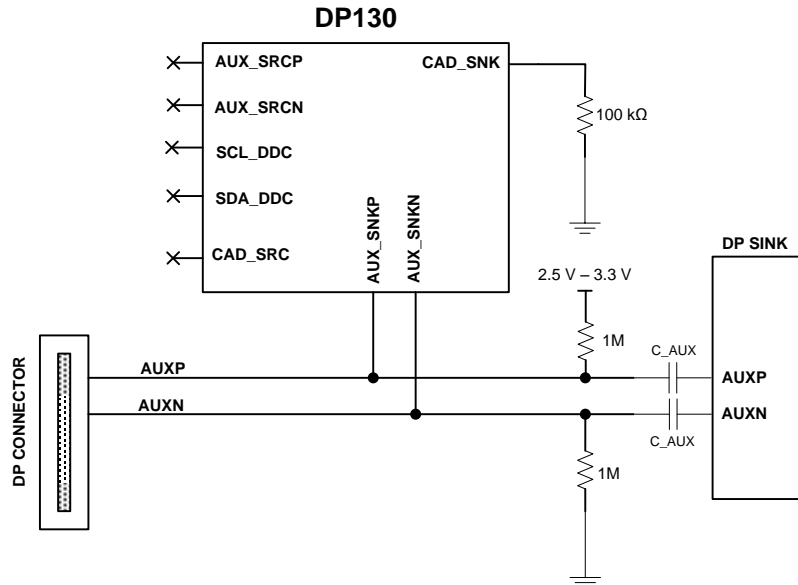 DP130
AUX_SRCP
CAD_SNK
AUX_SRCN
100 kΩ
SCL_DDC
SDA_DDC
AUX_SNKP
AUX_SNKN
CAD_SRC
DP SINK
2.5 V – 3.3 V
1M
C_AUX
DP CONNECTOR
AUXP
AUXP
AUXN
AUXN
C_AUX
1M